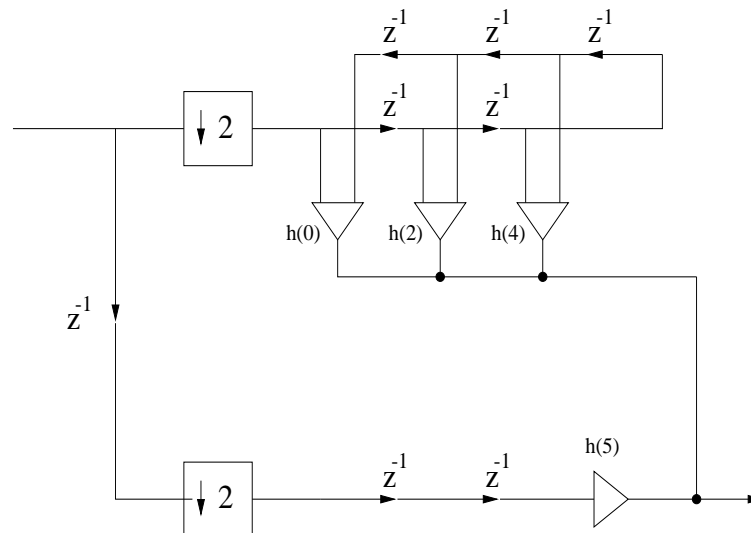 z⁻¹ z⁻¹ z⁻¹
2 z⁻¹ z⁻¹
h(0) h(2) h(4)
z⁻¹
h(5)
2 z⁻¹ z⁻¹